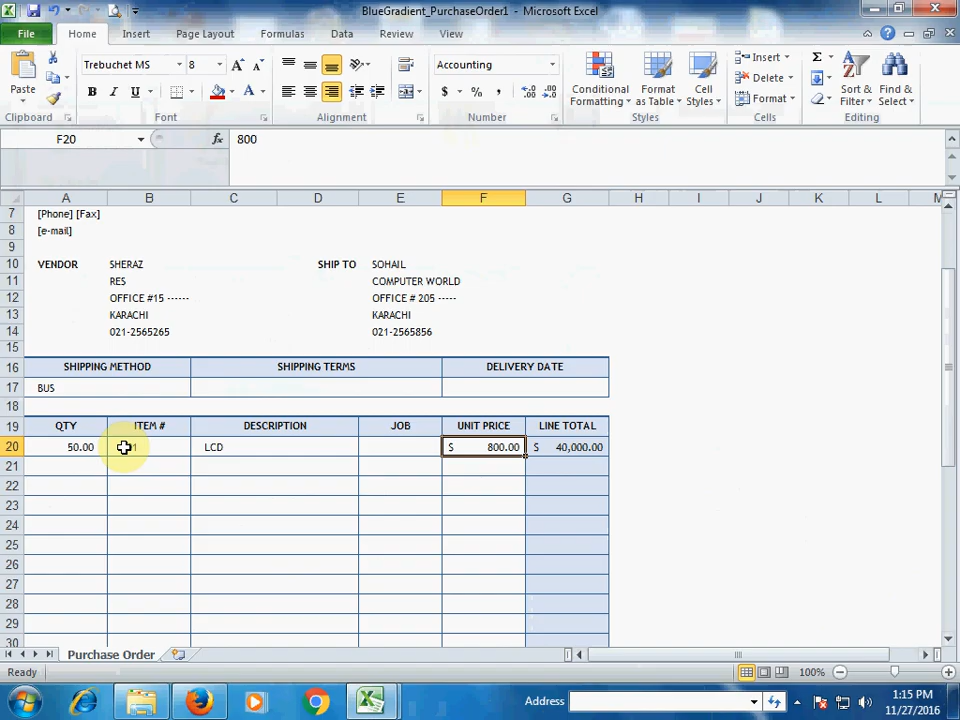 BlueGradient_PurchaseOrder1 - Microsoft Excel
File Home Insert Page Layout Formulas Data Review View
Trebuchet MS 8 Accounting Insert Σ
Paste B I U A $ % , Conditional Formatting Format as Table Cell Styles Delete Format Sort & Filter Find & Select
Clipboard Font Alignment Number Styles Cells Editing
F20 fx 800
A B C D E F G H I J K L M
7 [Phone] [Fax]
8 [e-mail]
9
10 VENDOR SHERAZ SHIP TO SOHAIL
11 RES COMPUTER WORLD
12 OFFICE #15 ------ OFFICE # 205 -----
13 KARACHI KARACHI
14 021-2565265 021-2565856
15
16 SHIPPING METHOD SHIPPING TERMS DELIVERY DATE
17 BUS
18
19 QTY ITEM # DESCRIPTION JOB UNIT PRICE LINE TOTAL
20 50.00 LCD $ 800.00 $ 40,000.00
21
22
23
24
25
26
27
28
29
30
Purchase Order
Ready 100%
Address 1:15 PM
11/27/2016